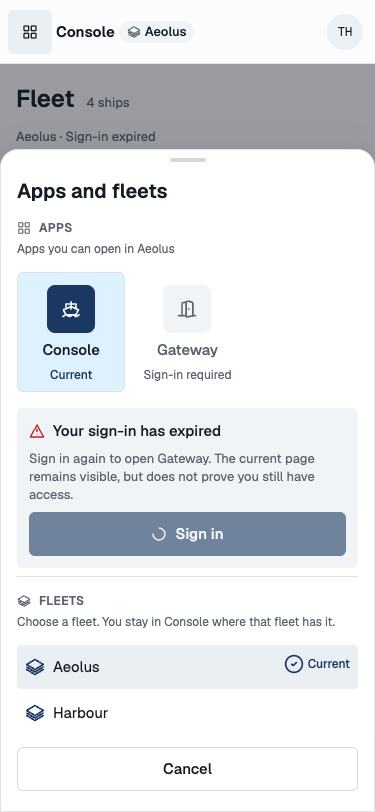 Console
Aeolus
TH
Fleet
4 ships
Aeolus · Sign-in expired
Apps and fleets
APPS
Apps you can open in Aeolus
Console
Current
Gateway
Sign-in required
Your sign-in has expired
Sign in again to open Gateway. The current page
remains visible, but does not prove you still have
access.
Sign in
FLEETS
Choose a fleet. You stay in Console where that fleet has it.
Aeolus
Current
Harbour
Cancel